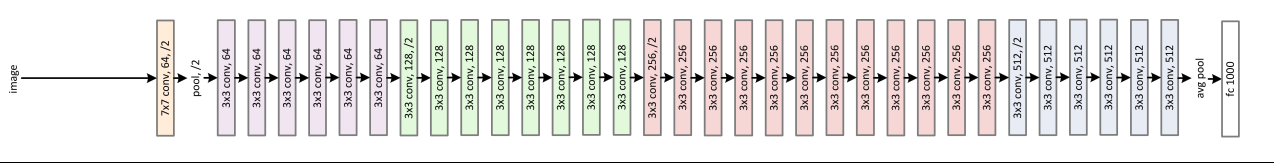 image
7x7 conv, 64, /2
pool, /2
3x3 conv, 64
3x3 conv, 64
3x3 conv, 64
3x3 conv, 64
3x3 conv, 64
3x3 conv, 64
3x3 conv, 128, /2
3x3 conv, 128
3x3 conv, 128
3x3 conv, 128
3x3 conv, 128
3x3 conv, 128
3x3 conv, 128
3x3 conv, 128
3x3 conv, 256, /2
3x3 conv, 256
3x3 conv, 256
3x3 conv, 256
3x3 conv, 256
3x3 conv, 256
3x3 conv, 256
3x3 conv, 256
3x3 conv, 256
3x3 conv, 256
3x3 conv, 256
3x3 conv, 256
3x3 conv, 512, /2
3x3 conv, 512
3x3 conv, 512
3x3 conv, 512
3x3 conv, 512
3x3 conv, 512
avg pool
fc 1000